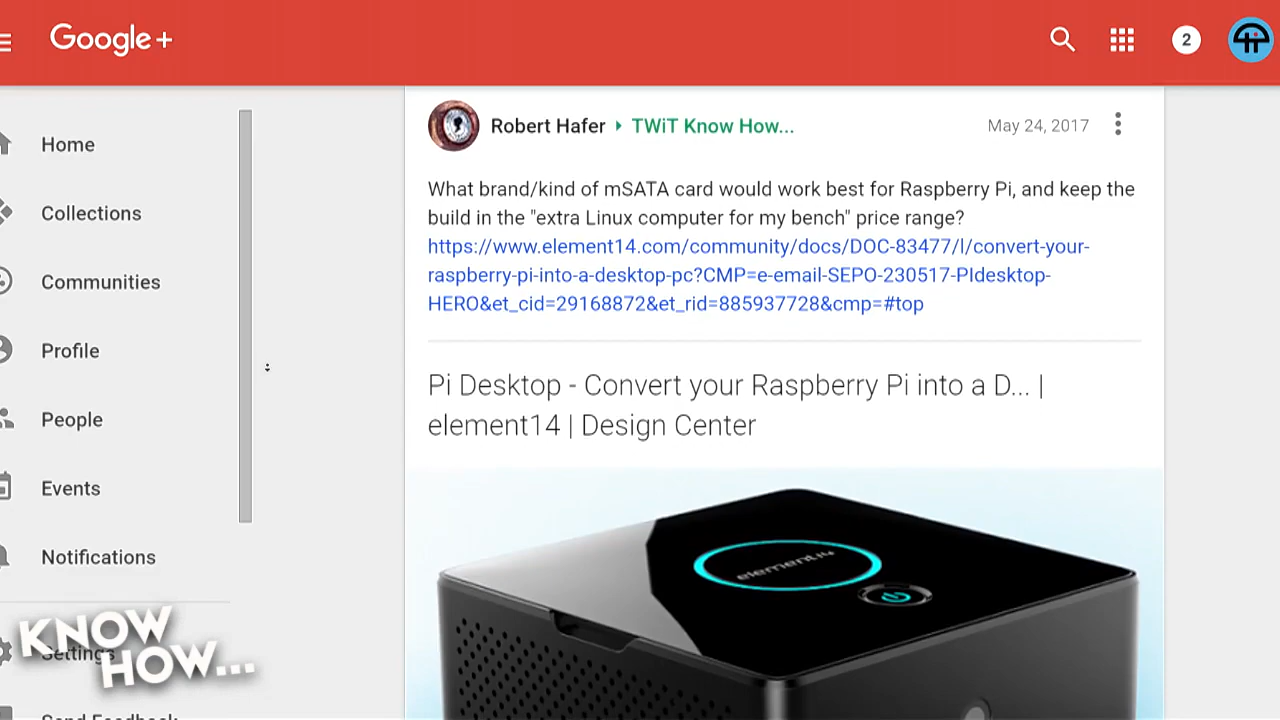 Google+
2
Home
Collections
Communities
Profile
People
Events
Notifications
Settings
Send Feedback
KNOW
HOW...
Robert Hafer TWiT Know How...
May 24, 2017
What brand/kind of mSATA card would work best for Raspberry Pi, and keep the
build in the "extra Linux computer for my bench" price range?
https://www.element14.com/community/docs/DOC-83477/l/convert-your-
raspberry-pi-into-a-desktop-pc?CMP=e-email-SEPO-230517-PIdesktop-
HERO&et_cid=29168872&et_rid=885937728&cmp=#top
Pi Desktop - Convert your Raspberry Pi into a D... |
element14 | Design Center
element14